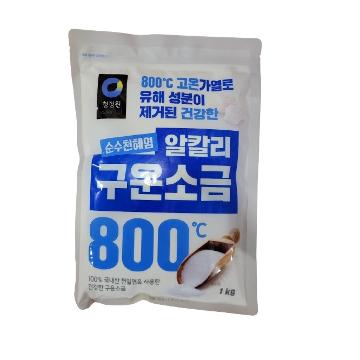 청정원
800℃ 고온가열로
유해 성분이
제거된 건강한
순수천해염
알칼리
구운소금
800℃
100% 국내산 천일염을 사용한
건강한 구운소금
1 kg